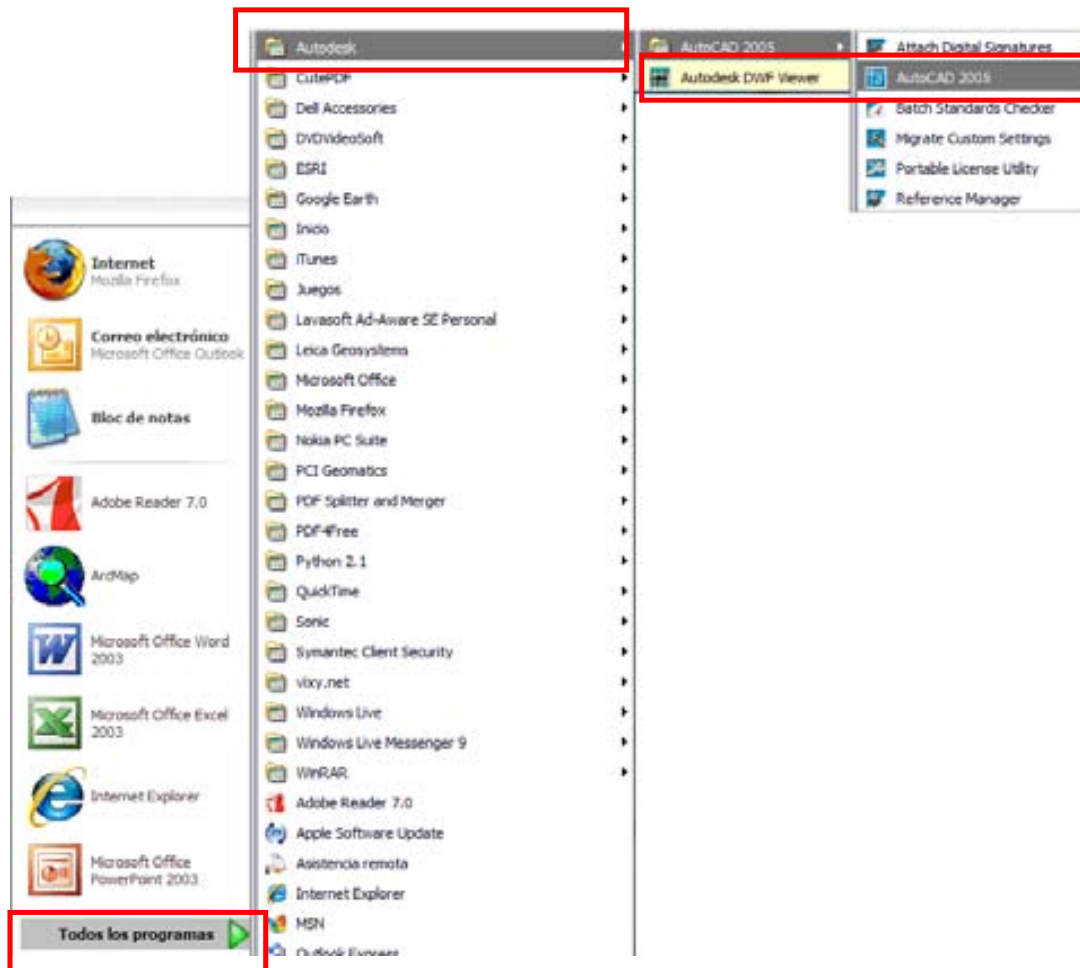 Internet
Mozilla Firefox
Correo electrónico
Microsoft Office Outlook
Bloc de notas
Adobe Reader 7.0
ArcMap
Microsoft Office Word
2003
Microsoft Office Excel
2003
Internet Explorer
Microsoft Office
PowerPoint 2003
Todos los programas
Autodesk
CutePDF
Dell Accessories
DVDVideoSoft
ESRI
Google Earth
Inicio
iTunes
Juegos
Lavasoft Ad-Aware SE Personal
Leica Geosystems
Microsoft Office
Mozilla Firefox
Nokia PC Suite
PCI Geomatics
PDF Splitter and Merger
PDF4Free
Python 2.1
QuickTime
Sonic
Symantec Client Security
vixy.net
Windows Live
Windows Live Messenger 9
WinRAR
Adobe Reader 7.0
Apple Software Update
Asistencia remota
Internet Explorer
MSN
Outlook Express
AutoCAD 2005
Autodesk DWF Viewer
Attach Digital Signatures
AutoCAD 2005
Batch Standards Checker
Migrate Custom Settings
Portable License Utility
Reference Manager